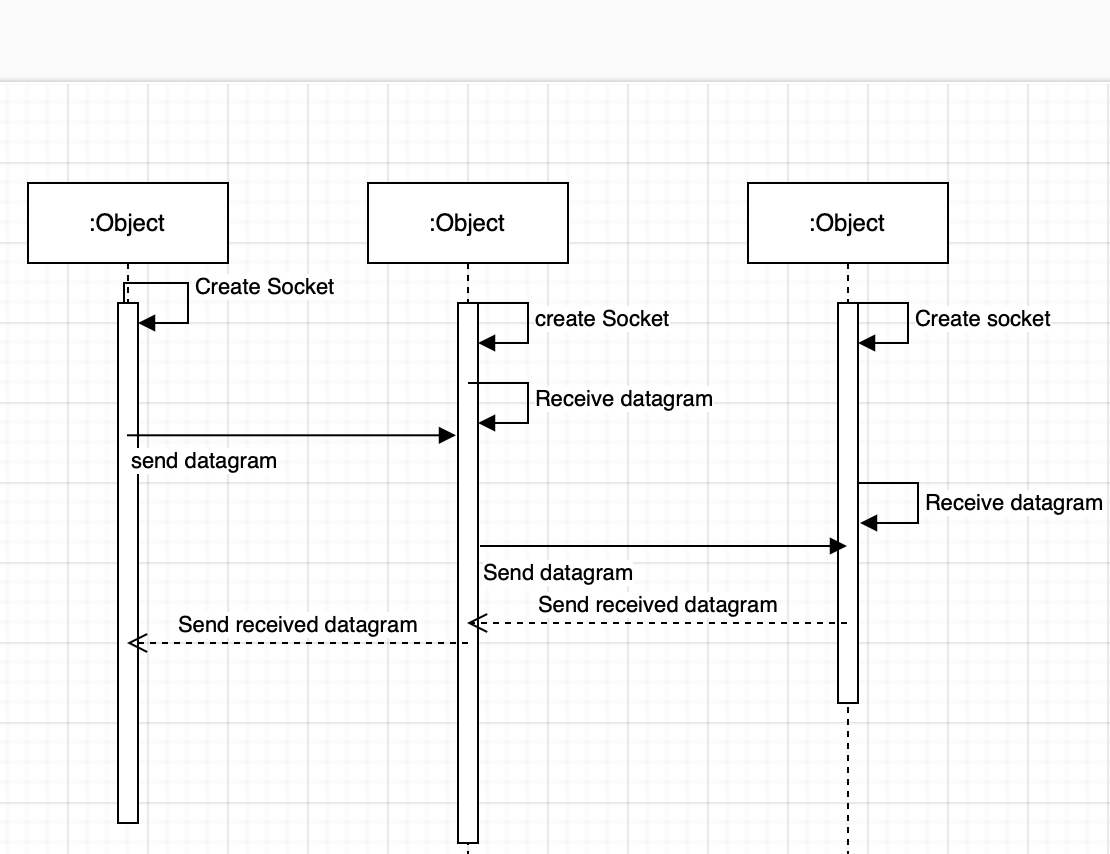 :Object
:Object
:Object
Create Socket
create Socket
Create socket
Receive datagram
send datagram
Receive datagram
Send datagram
Send received datagram
Send received datagram